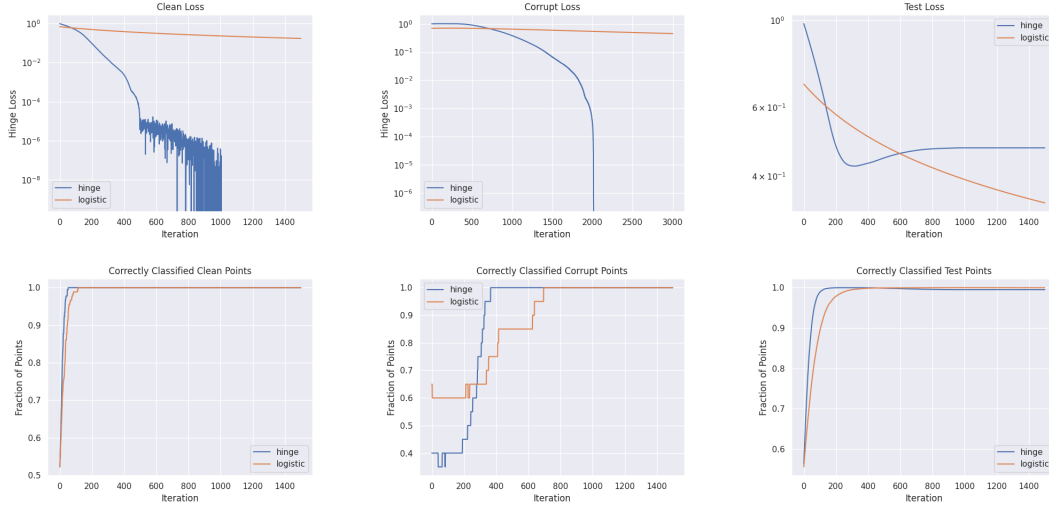 Clean Loss
Hinge Loss
10^0
10^-2
10^-4
10^-6
10^-8
hinge
logistic
0 200 400 600 800 1000 1200 1400
Iteration
Corrupt Loss
Hinge Loss
10^0
10^-1
10^-2
10^-3
10^-4
10^-5
10^-6
hinge
logistic
0 500 1000 1500 2000 2500 3000
Iteration
Test Loss
10^0
6 × 10^-1
4 × 10^-1
hinge
logistic
0 200 400 600 800 1000 1200 1400
Iteration
Correctly Classified Clean Points
Fraction of Points
1.0
0.9
0.8
0.7
0.6
0.5
hinge
logistic
0 200 400 600 800 1000 1200 1400
Iteration
Correctly Classified Corrupt Points
Fraction of Points
1.0
0.9
0.8
0.7
0.6
0.5
0.4
hinge
logistic
0 200 400 600 800 1000 1200 1400
Iteration
Correctly Classified Test Points
Fraction of Points
1.0
0.9
0.8
0.7
0.6
hinge
logistic
0 200 400 600 800 1000 1200 1400
Iteration